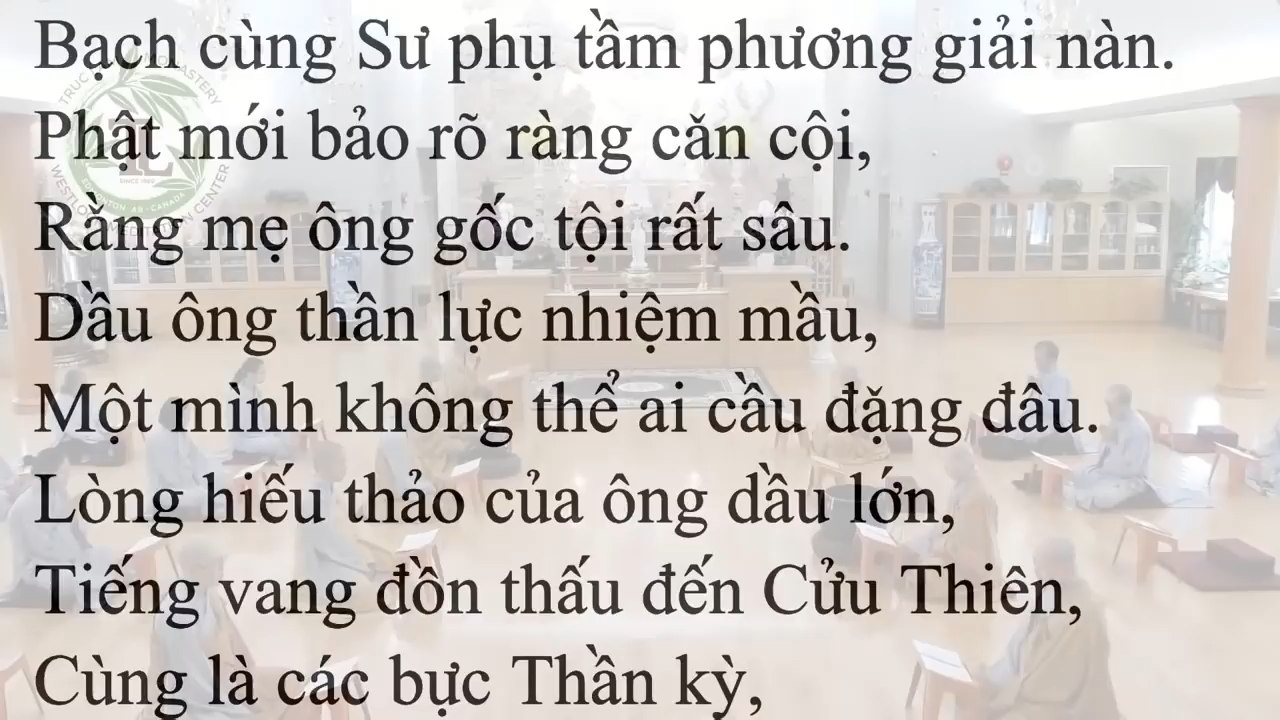 Bạch cùng Sư phụ tầm phương giải nàn.
Phật mới bảo rõ ràng căn cội,
Rằng mẹ ông gốc tội rất sâu.
Dầu ông thần lực nhiệm mầu,
Một mình không thể ai cầu đặng đâu.
Lòng hiếu thảo của ông dầu lớn,
Tiếng vang đồn thấu đến Cửu Thiên,
Cùng là các bực Thần kỳ,